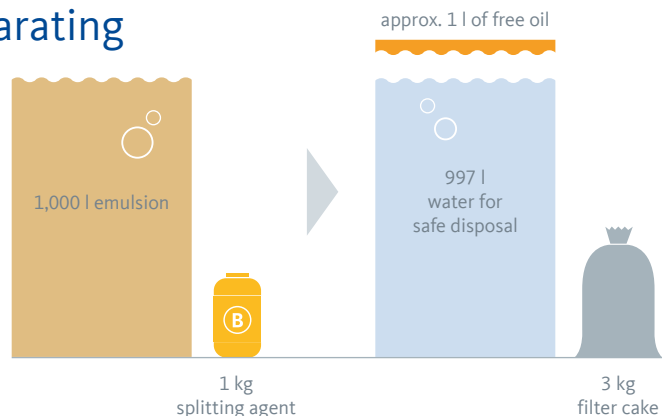 arating
approx. 1 l of free oil
1,000 l emulsion
997 l
water for
safe disposal
B
1 kg
splitting agent
3 kg
filter cake